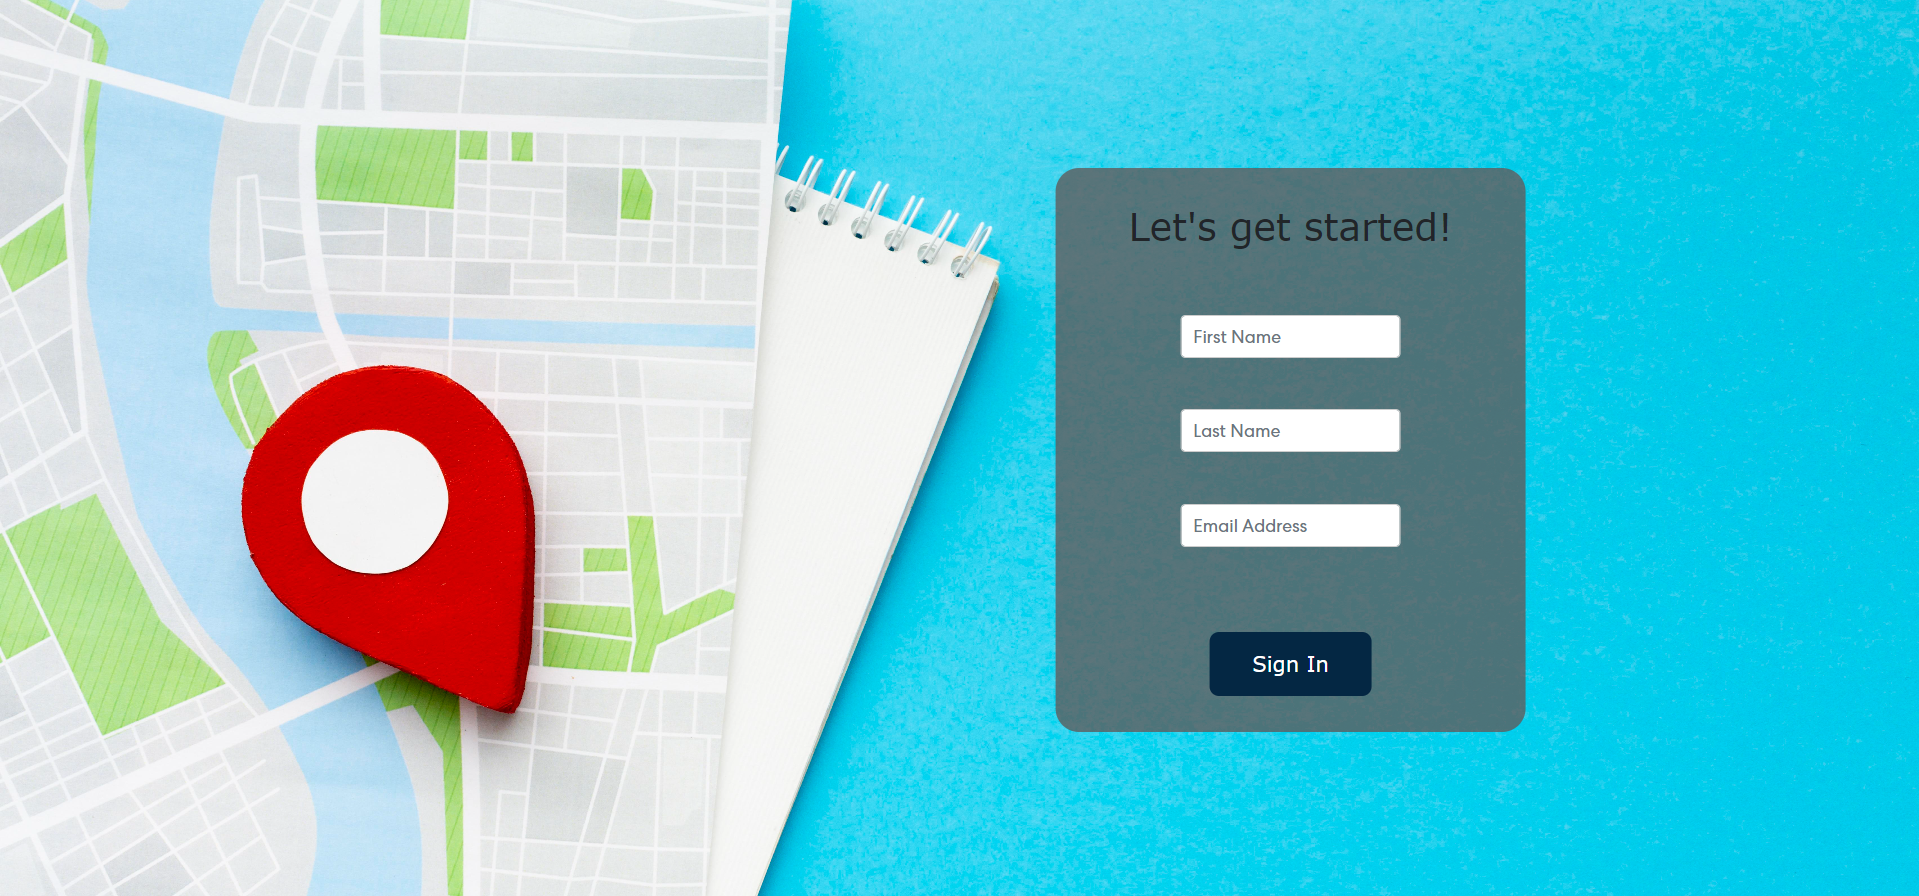 Let's get started!
First Name
Last Name
Email Address
Sign In